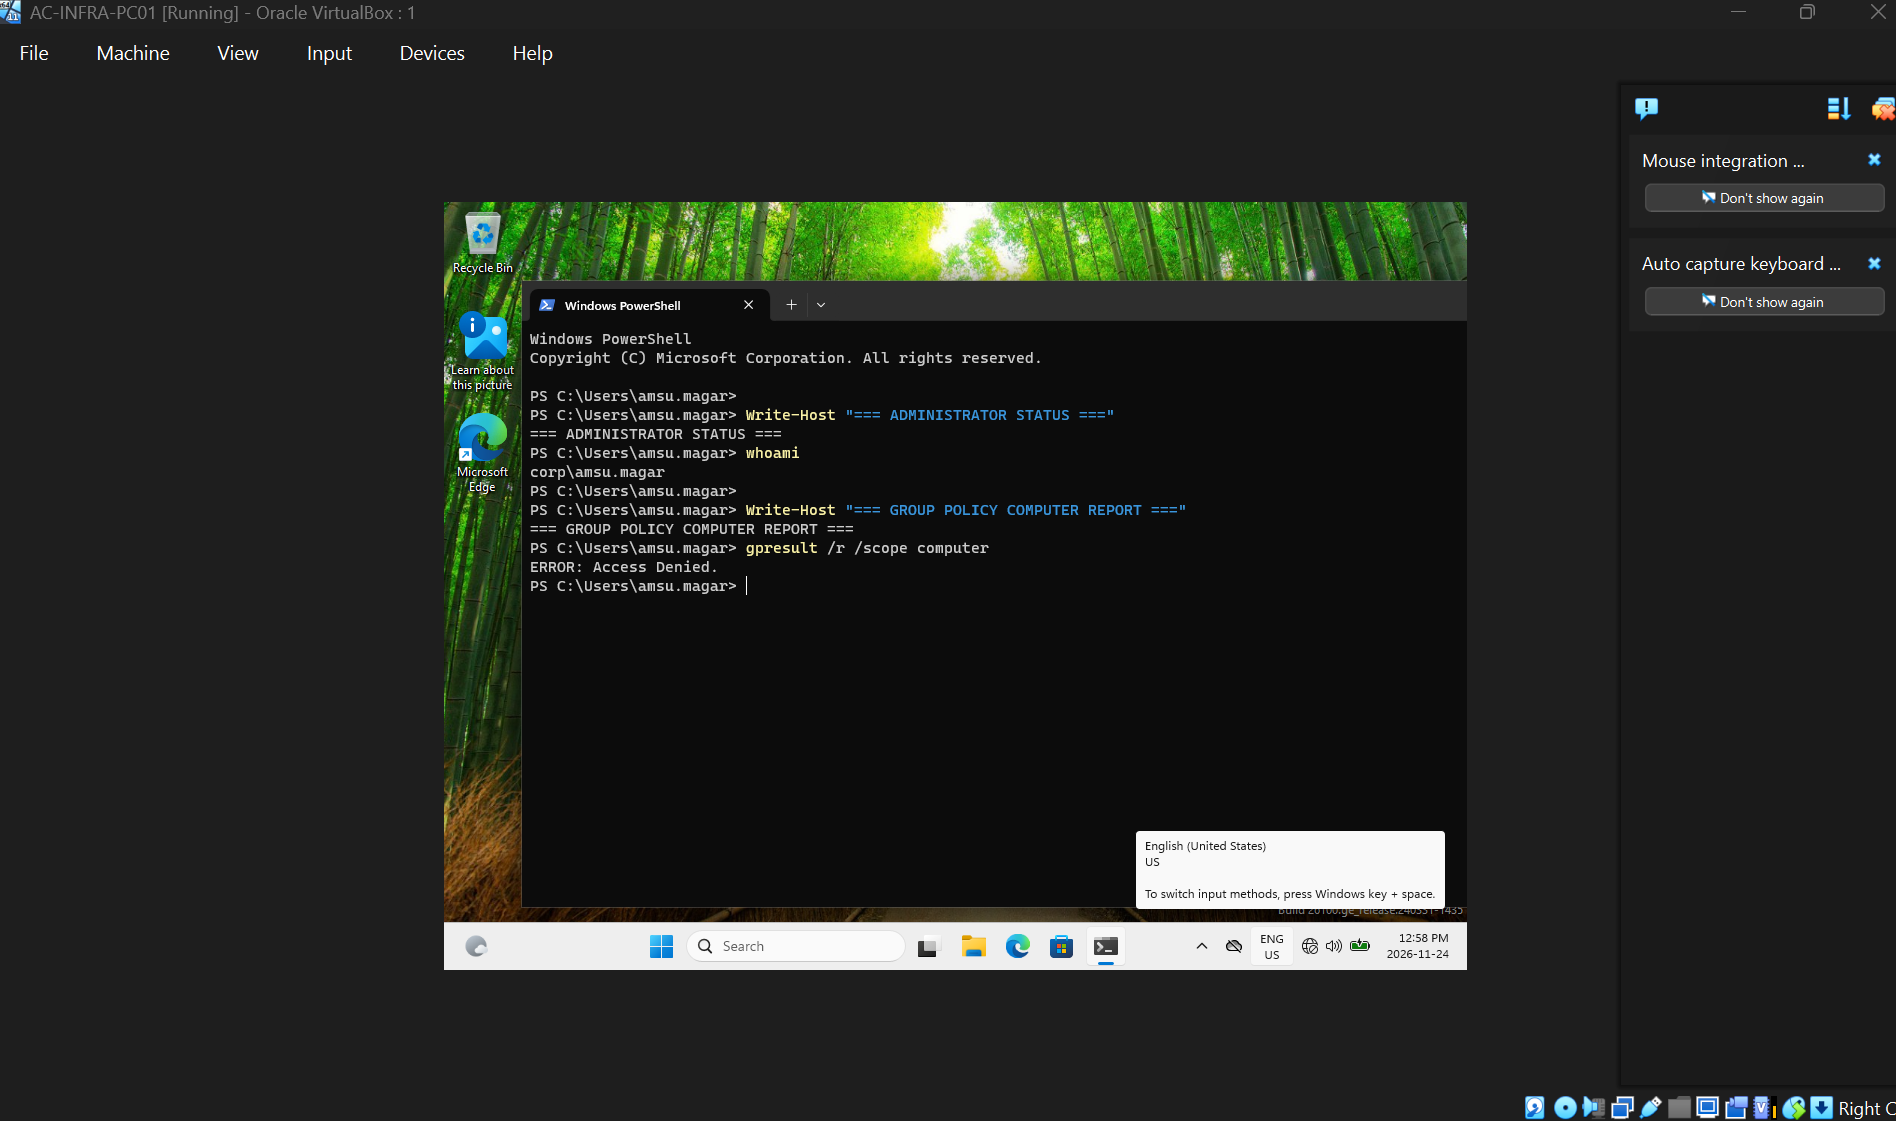 AC-INFRA-PC01 [Running] - Oracle VirtualBox : 1
File Machine View Input Devices Help
Mouse integration ...
Don't show again
Auto capture keyboard ...
Don't show again
Recycle Bin
Learn about
this picture
Microsoft
Edge
Windows PowerShell
Windows PowerShell
Copyright (C) Microsoft Corporation. All rights reserved.
PS C:\Users\amsu.magar>
PS C:\Users\amsu.magar> Write-Host "=== ADMINISTRATOR STATUS ==="
=== ADMINISTRATOR STATUS ===
PS C:\Users\amsu.magar> whoami
corp\amsu.magar
PS C:\Users\amsu.magar>
PS C:\Users\amsu.magar> Write-Host "=== GROUP POLICY COMPUTER REPORT ==="
=== GROUP POLICY COMPUTER REPORT ===
PS C:\Users\amsu.magar> gpresult /r /scope computer
ERROR: Access Denied.
PS C:\Users\amsu.magar>
English (United States)
US
To switch input methods, press Windows key + space.
Search
ENG
US
12:58 PM
2026-11-24
Right